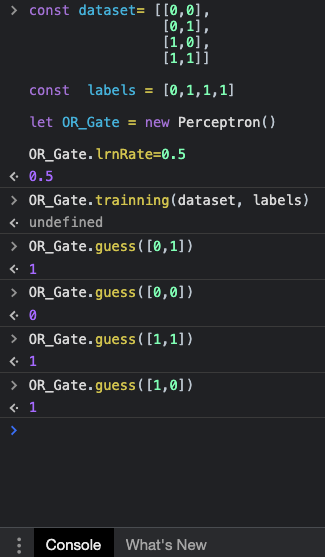 > const dataset= [[0,0],
[0,1],
[1,0],
[1,1]]
const  labels = [0,1,1,1]
let OR_Gate = new Perceptron()
OR_Gate.lrnRate=0.5
0.5
> OR_Gate.trainning(dataset, labels)
undefined
> OR_Gate.guess([0,1])
1
> OR_Gate.guess([0,0])
0
> OR_Gate.guess([1,1])
1
> OR_Gate.guess([1,0])
1
>
Console What's New